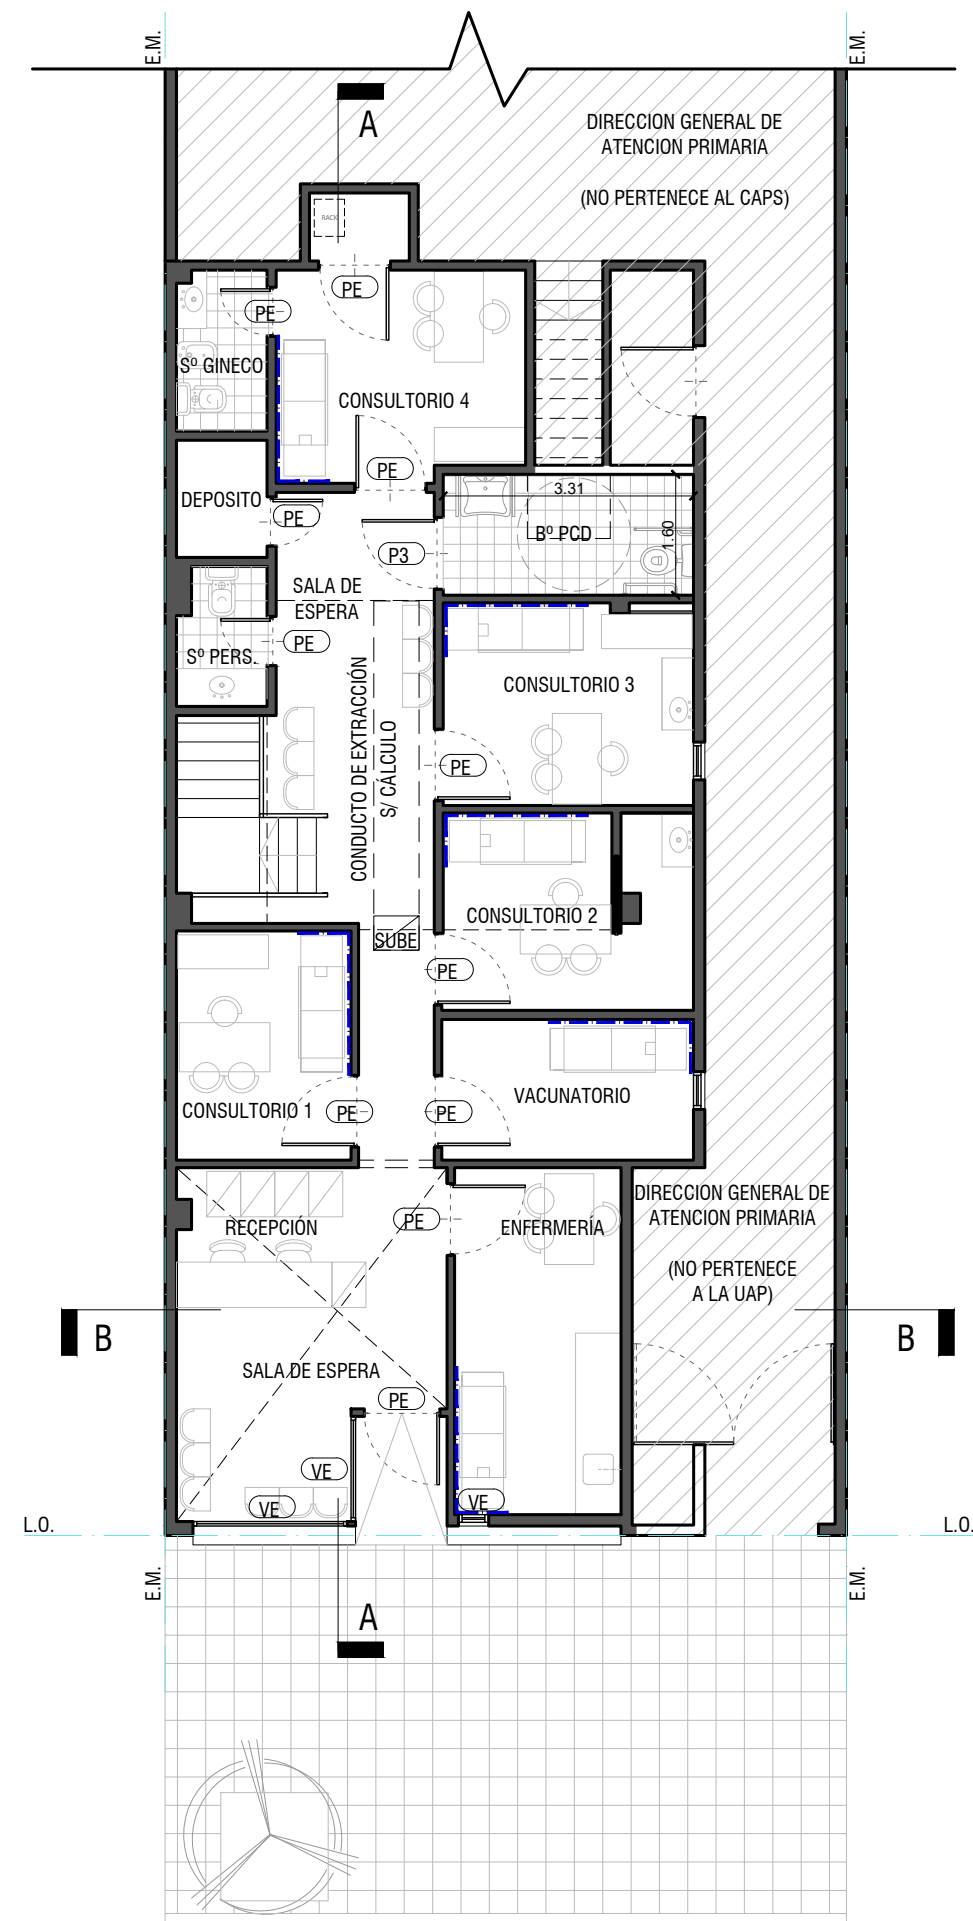 E.M.
E.M.
A
DIRECCION GENERAL DE
ATENCION PRIMARIA
(NO PERTENECE AL CAPS)
RACK
PE
PE
Sº GINECO
CONSULTORIO 4
PE
DEPOSITO
PE
3.31
Bº PCD
1.60
P3
SALA DE
ESPERA
PE
Sº PERS.
CONSULTORIO 3
CONDUCTO DE EXTRACCIÓN
S/ CÁLCULO
PE
CONSULTORIO 2
SUBE
PE
CONSULTORIO 1
PE
PE
VACUNATORIO
DIRECCION GENERAL DE
ATENCION PRIMARIA
(NO PERTENECE
A LA UAP)
RECEPCIÓN
PE
ENFERMERÍA
B
B
SALA DE ESPERA
PE
VE
VE
VE
L.O.
L.O.
E.M.
E.M.
A